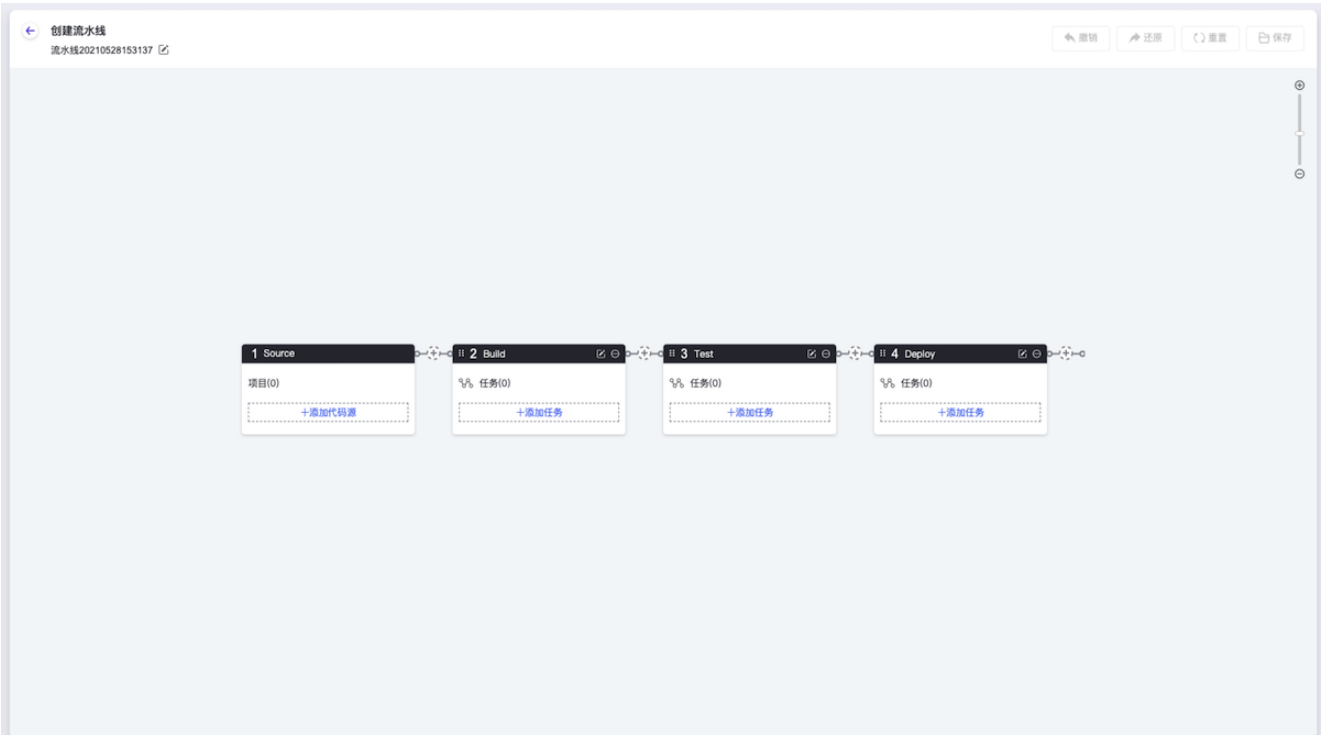 创建流水线
流水线20210528153137
撤销 还原 重置 保存
1 Source
项目(0)
+添加代码源
2 Build
任务(0)
+添加任务
3 Test
任务(0)
+添加任务
4 Deploy
任务(0)
+添加任务